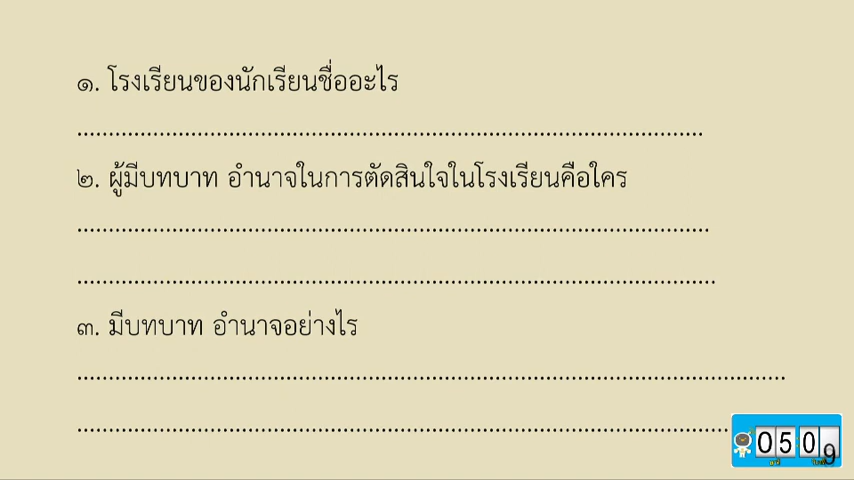 ๑. โรงเรียนของนักเรียนชื่ออะไร
....................................................................................................
๒. ผู้มีบทบาท อำนาจในการตัดสินใจในโรงเรียนคือใคร
.....................................................................................................
......................................................................................................
๓. มีบทบาท อำนาจอย่างไร
.................................................................................................................
........................................................................................................
05 09